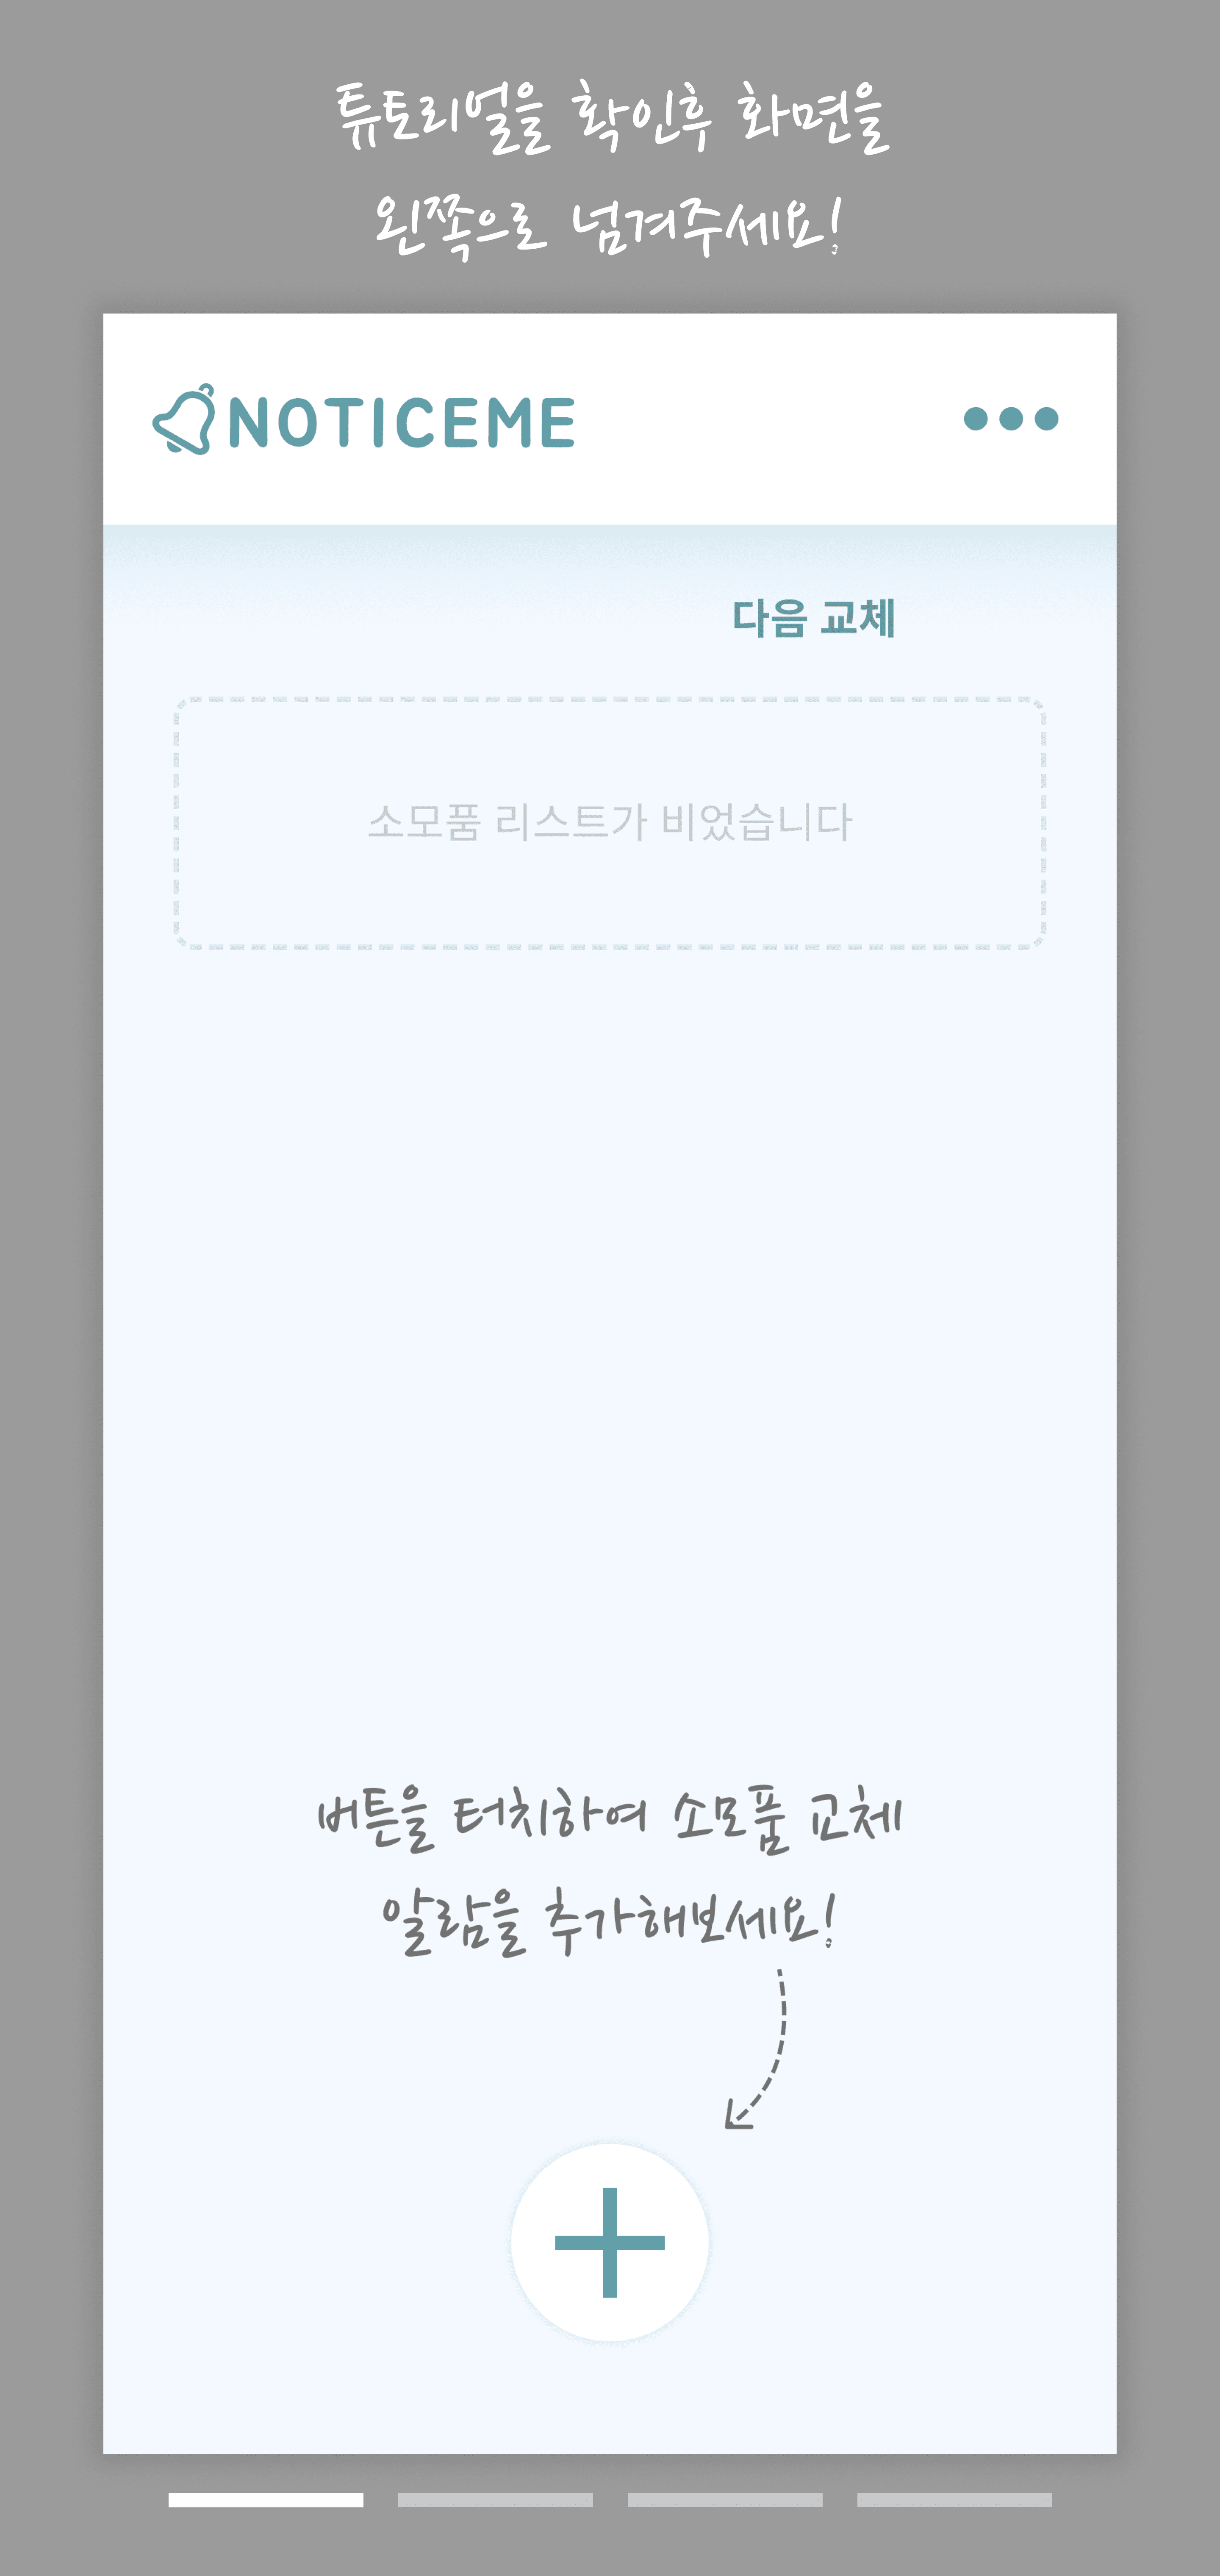 튜토리얼을 확인후 화면을
왼쪽으로 넘겨주세요!
NOTICEME
다음 교체
소모품 리스트가 비었습니다
버튼을 터치하여 소모품 교체
알람을 추가해보세요!